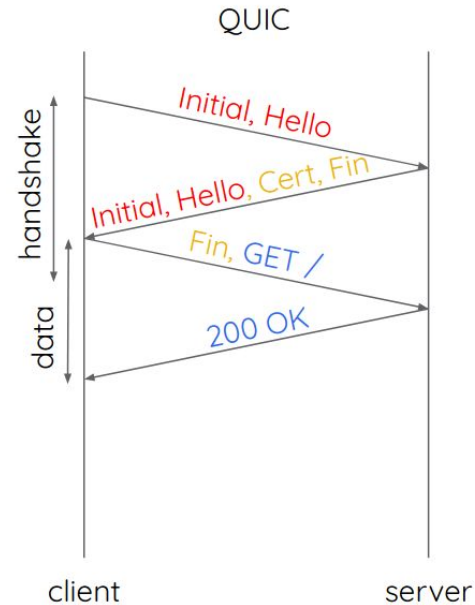 QUIC
handshake
Initial, Hello
Initial, Hello, Cert, Fin
data
Fin, GET /
200 OK
client
server